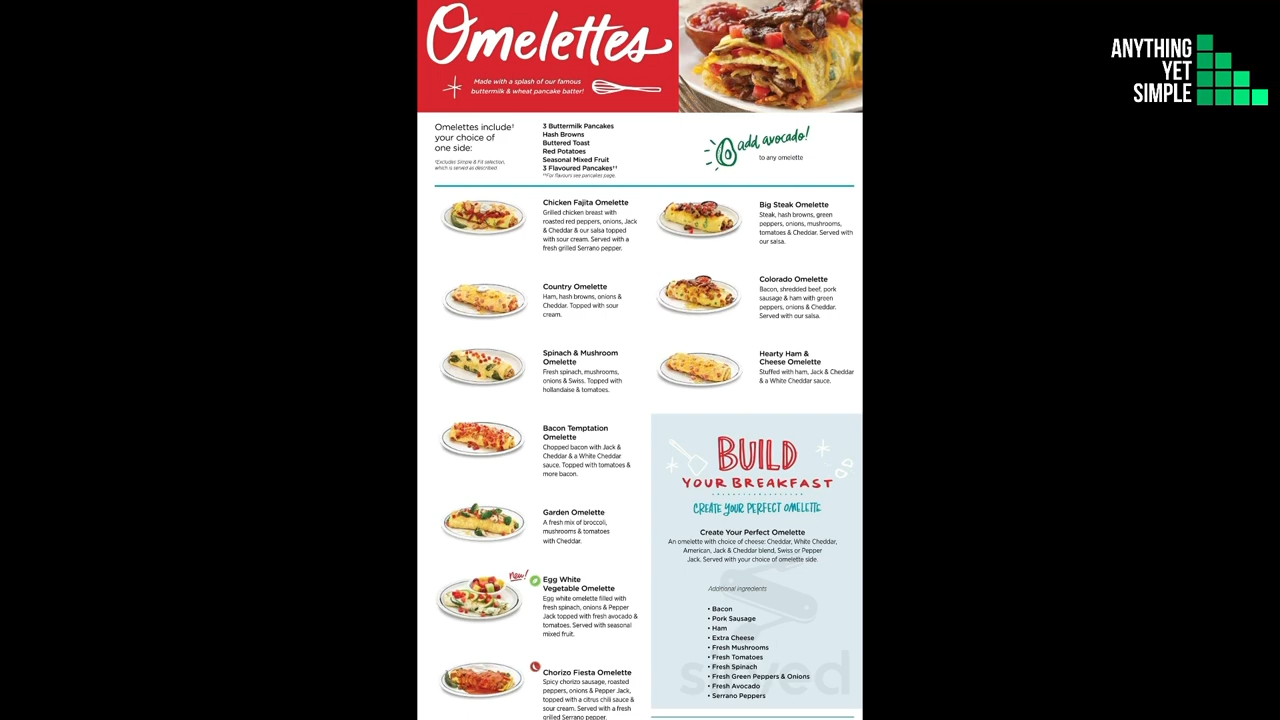 Omelettes
Made with a splash of our famous
buttermilk & wheat pancake batter!
ANYTHING
YET
SIMPLE
Omelettes include‡
your choice of
one side:
‡Excludes Simple & Fit selection,
which is served as described.
3 Buttermilk Pancakes
Hash Browns
Buttered Toast
Red Potatoes
Seasonal Mixed Fruit
3 Flavoured Pancakes‡‡
‡‡For flavours see pancakes page.
add avocado!
to any omelette
Chicken Fajita Omelette
Grilled chicken breast with
roasted red peppers, onions, Jack
& Cheddar & our salsa topped
with sour cream. Served with a
fresh grilled Serrano pepper.
Country Omelette
Ham, hash browns, onions &
Cheddar. Topped with sour
cream.
Spinach & Mushroom
Omelette
Fresh spinach, mushrooms,
onions & Swiss. Topped with
hollandaise & tomatoes.
Bacon Temptation
Omelette
Chopped bacon with Jack &
Cheddar & a White Cheddar
sauce. Topped with tomatoes &
more bacon.
Garden Omelette
A fresh mix of broccoli,
mushrooms & tomatoes
with Cheddar.
New!
Egg White
Vegetable Omelette
Egg white omelette filled with
fresh spinach, onions & Pepper
Jack topped with fresh avocado &
tomatoes. Served with seasonal
mixed fruit.
Chorizo Fiesta Omelette
Spicy chorizo sausage, roasted
peppers, onions & Pepper Jack,
topped with a citrus chili sauce &
sour cream. Served with a fresh
grilled Serrano pepper.
Big Steak Omelette
Steak, hash browns, green
peppers, onions, mushrooms,
tomatoes & Cheddar. Served with
our salsa.
Colorado Omelette
Bacon, shredded beef, pork
sausage & ham with green
peppers, onions & Cheddar.
Served with our salsa.
Hearty Ham &
Cheese Omelette
Stuffed with ham, Jack & Cheddar
& a White Cheddar sauce.
BUILD
YOUR BREAKFAST
CREATE YOUR PERFECT OMELETTE
Create Your Perfect Omelette
An omelette with choice of cheese: Cheddar, White Cheddar,
American, Jack & Cheddar blend, Swiss or Pepper
Jack. Served with your choice of omelette side.
Additional ingredients
• Bacon
• Pork Sausage
• Ham
• Extra Cheese
• Fresh Mushrooms
• Fresh Tomatoes
• Fresh Spinach
• Fresh Green Peppers & Onions
• Fresh Avocado
• Serrano Peppers